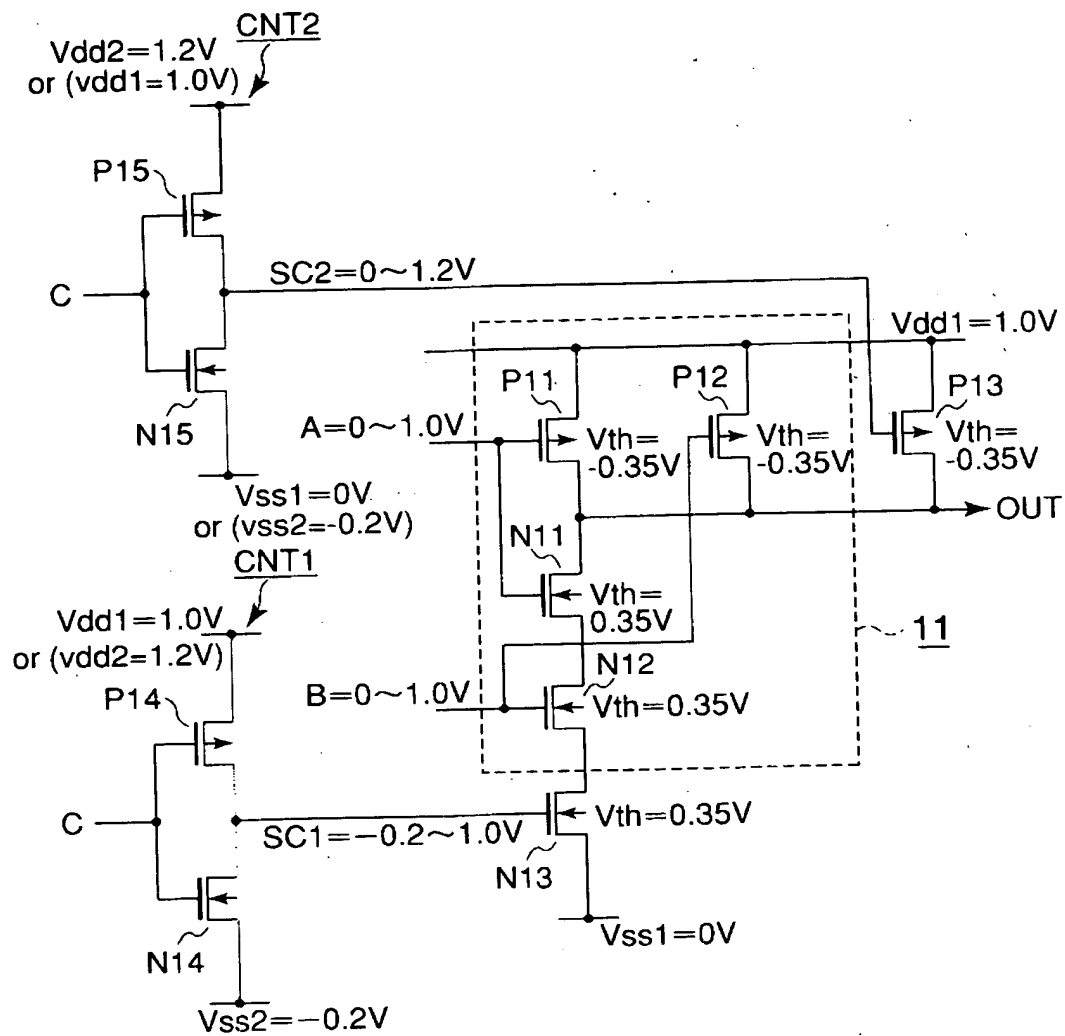 CNT2
Vdd2=1.2V
or (vdd1=1.0V)
P15
SC2=0~1.2V
C
Vdd1=1.0V
P11
P12
P13
N15
A=0~1.0V
Vth=
-0.35V
Vth=
-0.35V
Vth=
-0.35V
Vss1=0V
or (vss2=-0.2V)
OUT
N11
CNT1
Vth=
0.35V
Vdd1=1.0V
or (vdd2=1.2V)
11
N12
P14
B=0~1.0V
Vth=0.35V
C
SC1=-0.2~1.0V
Vth=0.35V
N13
N14
Vss1=0V
Vss2=-0.2V